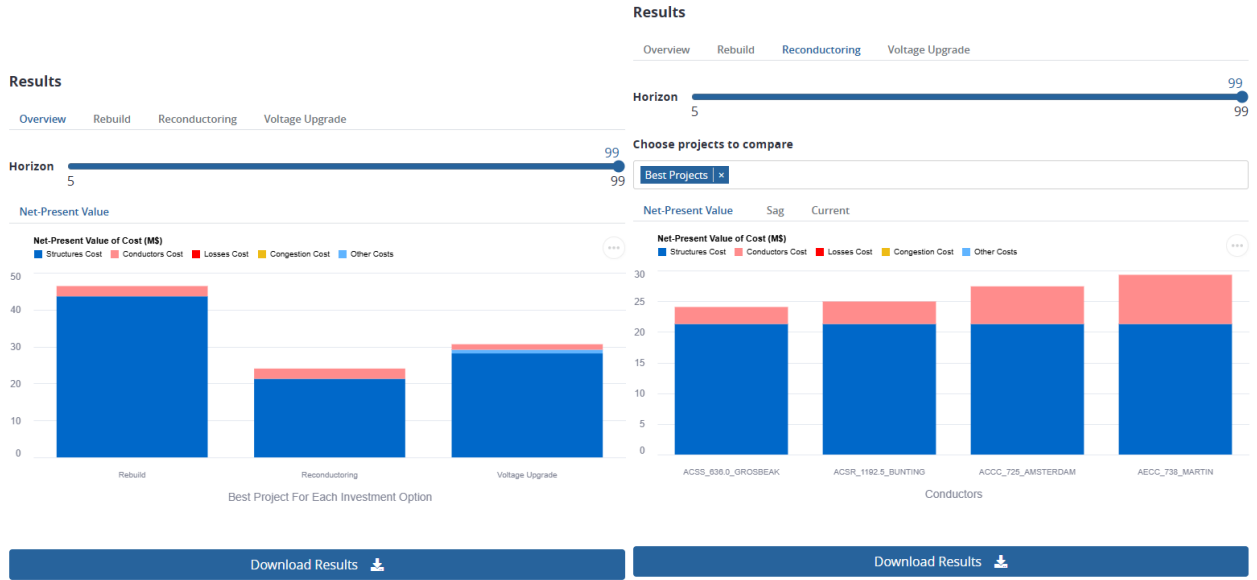 Results
Overview Rebuild Reconductoring Voltage Upgrade
99
Horizon
5 99
Net-Present Value
Net-Present Value of Cost (M$)
Structures Cost Conductors Cost Losses Cost Congestion Cost Other Costs
50
40
30
20
10
0
Rebuild Reconductoring Voltage Upgrade
Best Project For Each Investment Option
Download Results
Results
Overview Rebuild Reconductoring Voltage Upgrade
99
Horizon
5 99
Choose projects to compare
Best Projects ×
Net-Present Value Sag Current
Net-Present Value of Cost (M$)
Structures Cost Conductors Cost Losses Cost Congestion Cost Other Costs
30
25
20
15
10
5
0
ACSS_636.0_GROSBEAK ACSR_1192.5_BUNTING ACCC_725_AMSTERDAM AECC_738_MARTIN
Conductors
Download Results